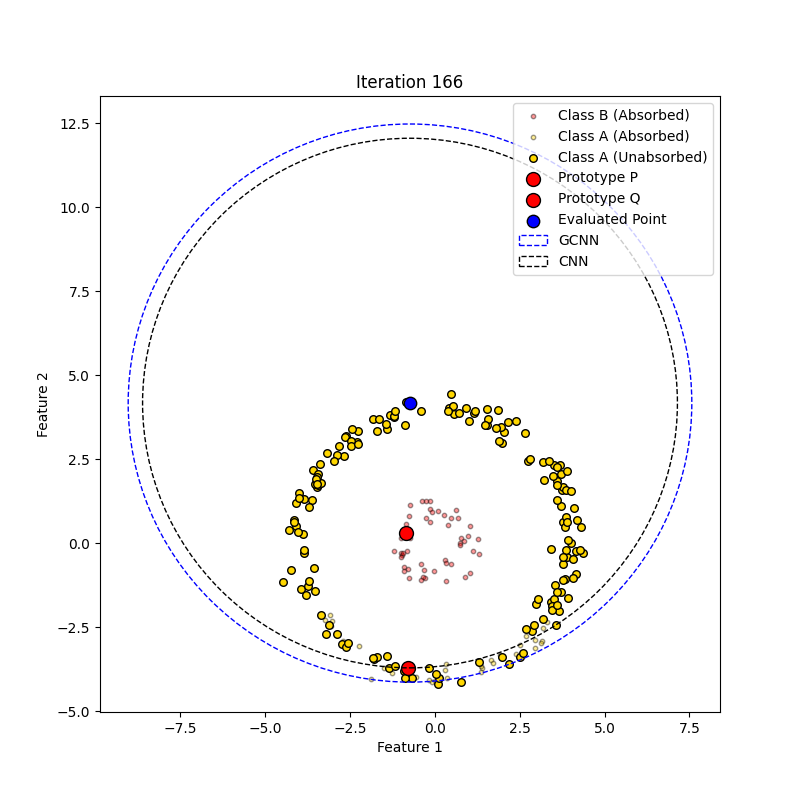 Iteration 166
Class B (Absorbed)
Class A (Absorbed)
Class A (Unabsorbed)
Prototype P
Prototype Q
Evaluated Point
GCNN
CNN
12.5
10.0
7.5
5.0
2.5
0.0
−2.5
−5.0
Feature 2
−7.5
−5.0
−2.5
0.0
2.5
5.0
7.5
Feature 1